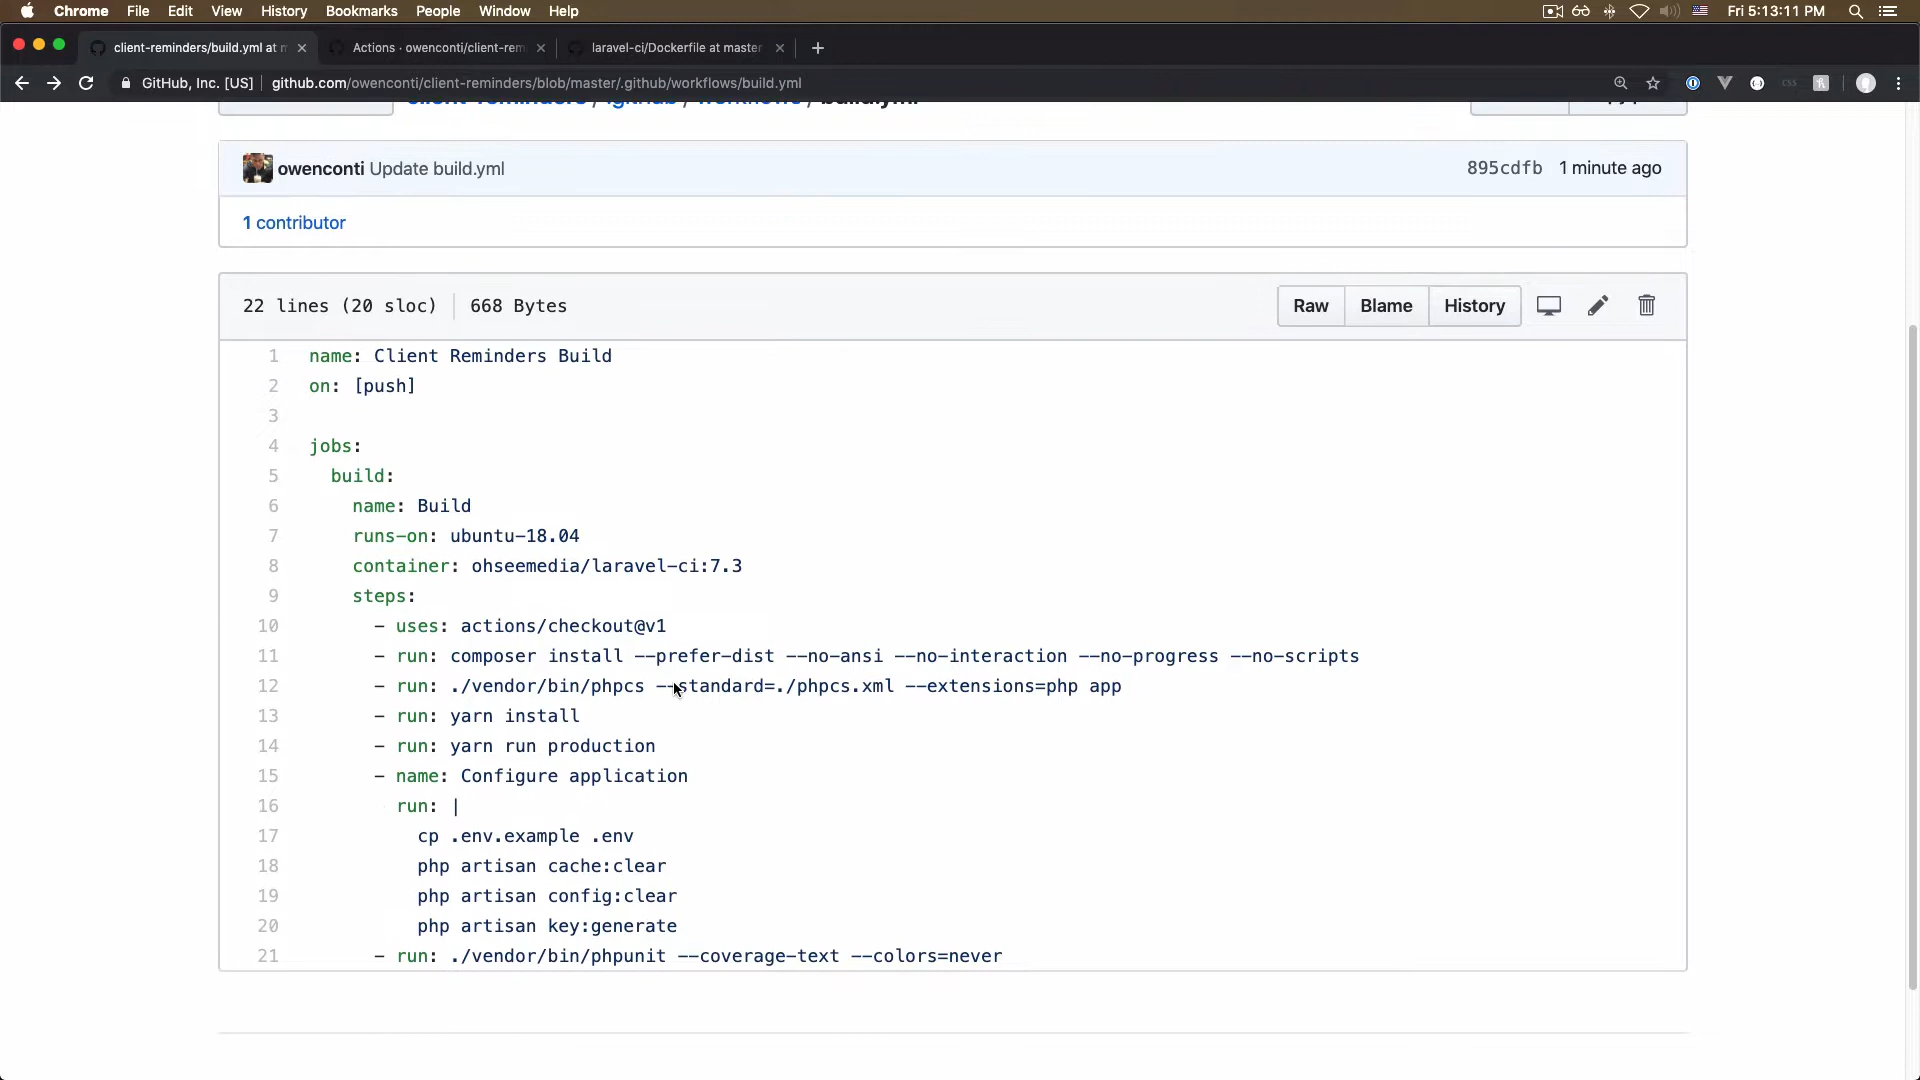 Chrome File Edit View History Bookmarks People Window Help Fri 5:13:11 PM
client-reminders/build.yml at m Actions · owenconti/client-rem laravel-ci/Dockerfile at master
GitHub, Inc. [US] github.com/owenconti/client-reminders/blob/master/.github/workflows/build.yml
client-reminders / .github / workflows / build.yml
owenconti Update build.yml 895cdfb 1 minute ago
1 contributor
22 lines (20 sloc) 668 Bytes Raw Blame History
1 name: Client Reminders Build
2 on: [push]
3
4 jobs:
5 build:
6 name: Build
7 runs-on: ubuntu-18.04
8 container: ohseemedia/laravel-ci:7.3
9 steps:
10 - uses: actions/checkout@v1
11 - run: composer install --prefer-dist --no-ansi --no-interaction --no-progress --no-scripts
12 - run: ./vendor/bin/phpcs --standard=./phpcs.xml --extensions=php app
13 - run: yarn install
14 - run: yarn run production
15 - name: Configure application
16 run: |
17 cp .env.example .env
18 php artisan cache:clear
19 php artisan config:clear
20 php artisan key:generate
21 - run: ./vendor/bin/phpunit --coverage-text --colors=never